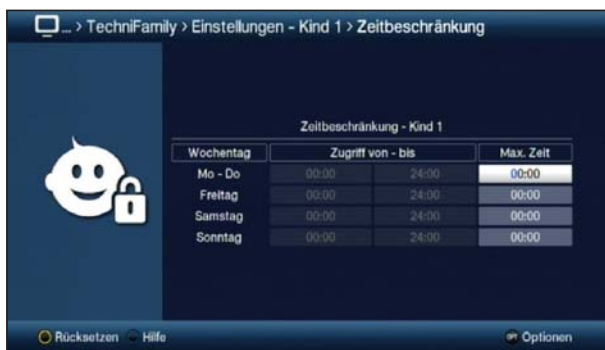 ... > TechniFamily > Einstellungen - Kind 1 > Zeitbeschränkung
Zeitbeschränkung - Kind 1
Wochentag Zugriff von - bis Max. Zeit
Mo - Do 00:00 24:00 00:00
Freitag 00:00 24:00 00:00
Samstag 00:00 24:00 00:00
Sonntag 00:00 24:00 00:00
Rücksetzen Hilfe OPT Optionen